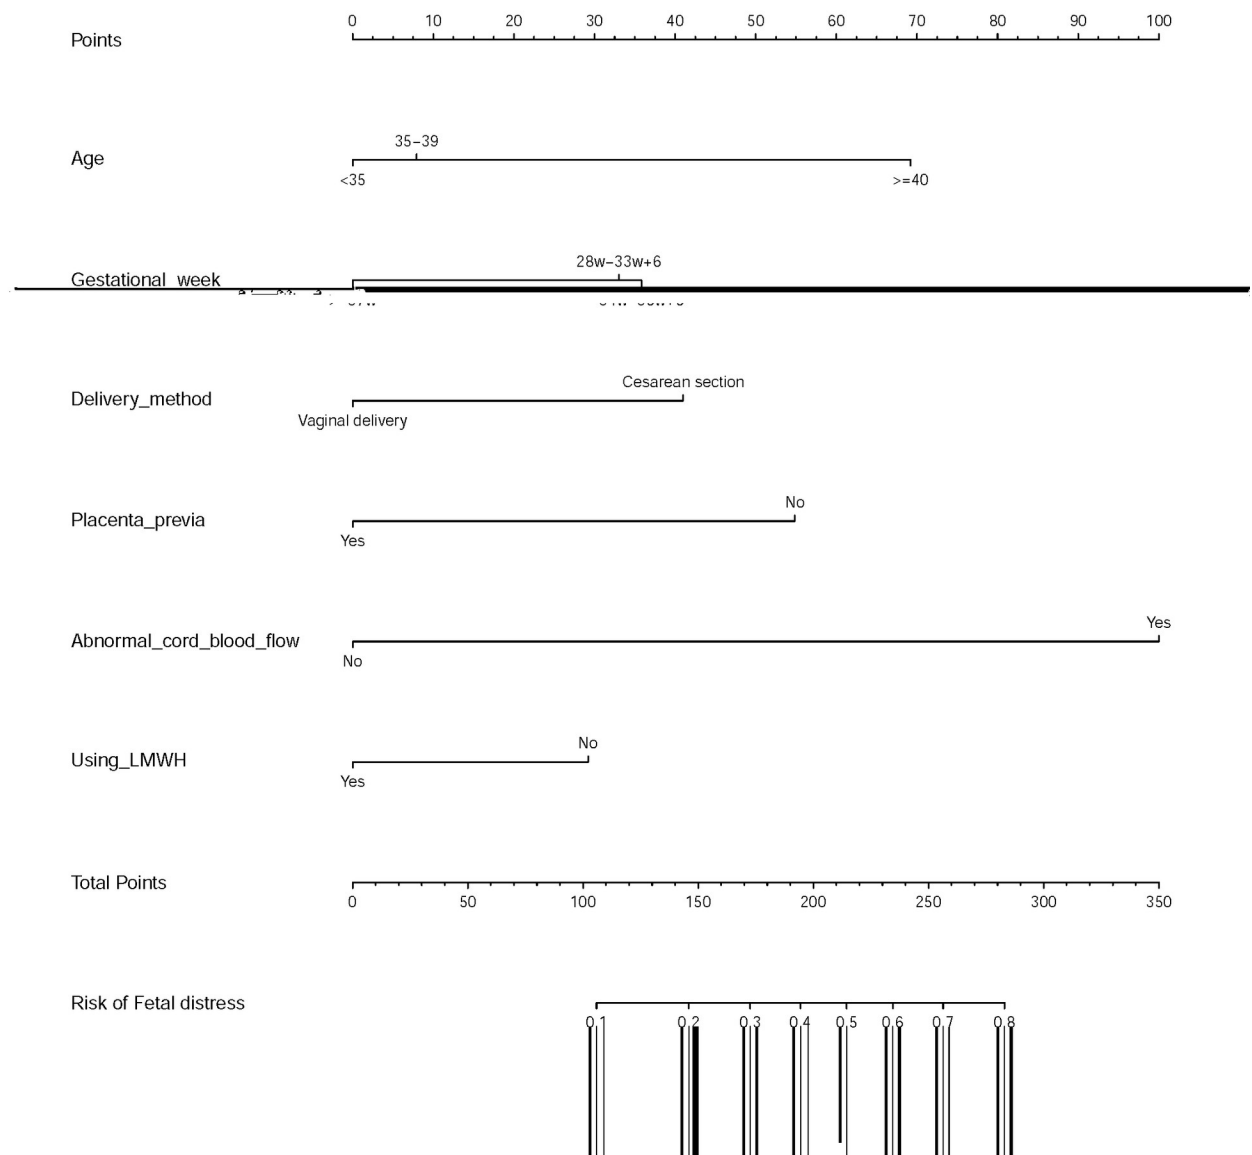 0 10 20 30 40 50 60 70 80 90 100
Points
35–39
Age
<35 >=40
28w–33w+6
Gestational_week
Cesarean section
Delivery_method
Vaginal delivery
No
Placenta_previa
Yes
Yes
Abnormal_cord_blood_flow
No
No
Using_LMWH
Yes
Total Points
0 50 100 150 200 250 300 350
Risk of Fetal distress
0.1 0.2 0.3 0.4 0.5 0.6 0.7 0.8